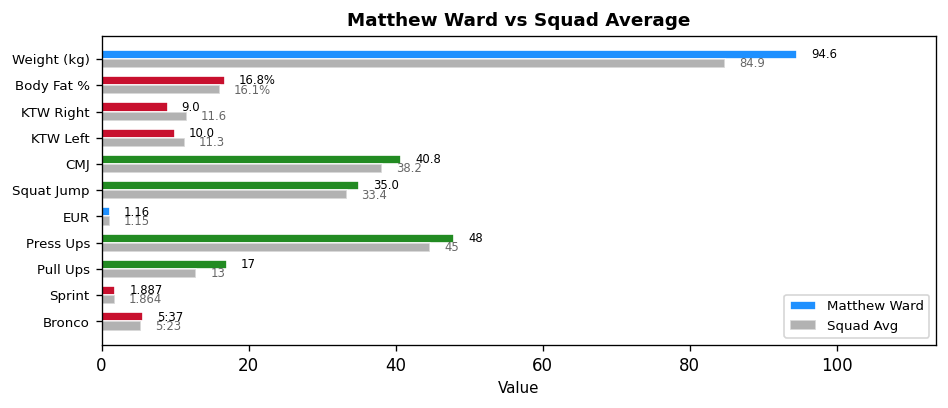 Matthew Ward vs Squad Average
Weight (kg) 94.6
84.9
Body Fat % 16.8%
16.1%
KTW Right 9.0
11.6
KTW Left 10.0
11.3
CMJ 40.8
38.2
Squat Jump 35.0
33.4
EUR 1.16
1.15
Press Ups 48
45
Pull Ups 17
13
Sprint 1.887
1.864
Bronco 5:37
5:23
Matthew Ward
Squad Avg
0 20 40 60 80 100
Value